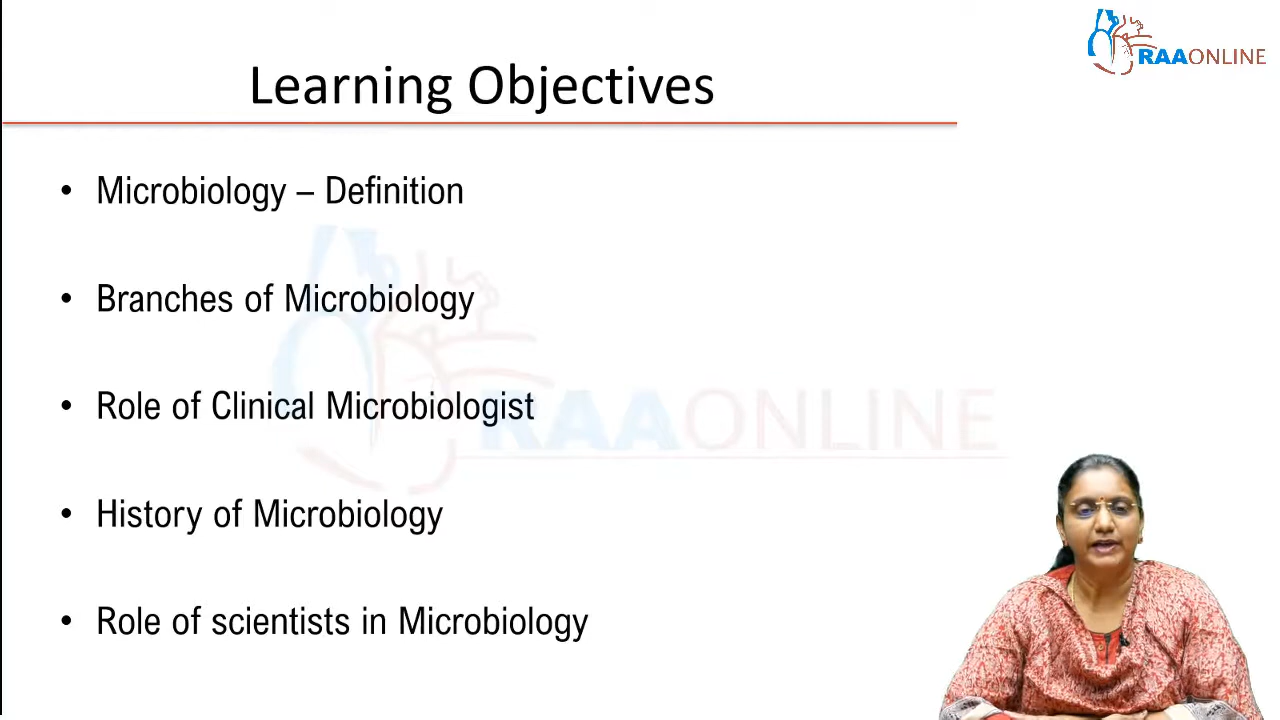 RAAONLINE
Learning Objectives
• Microbiology – Definition
• Branches of Microbiology
• Role of Clinical Microbiologist
• History of Microbiology
• Role of scientists in Microbiology
RAAONLINE